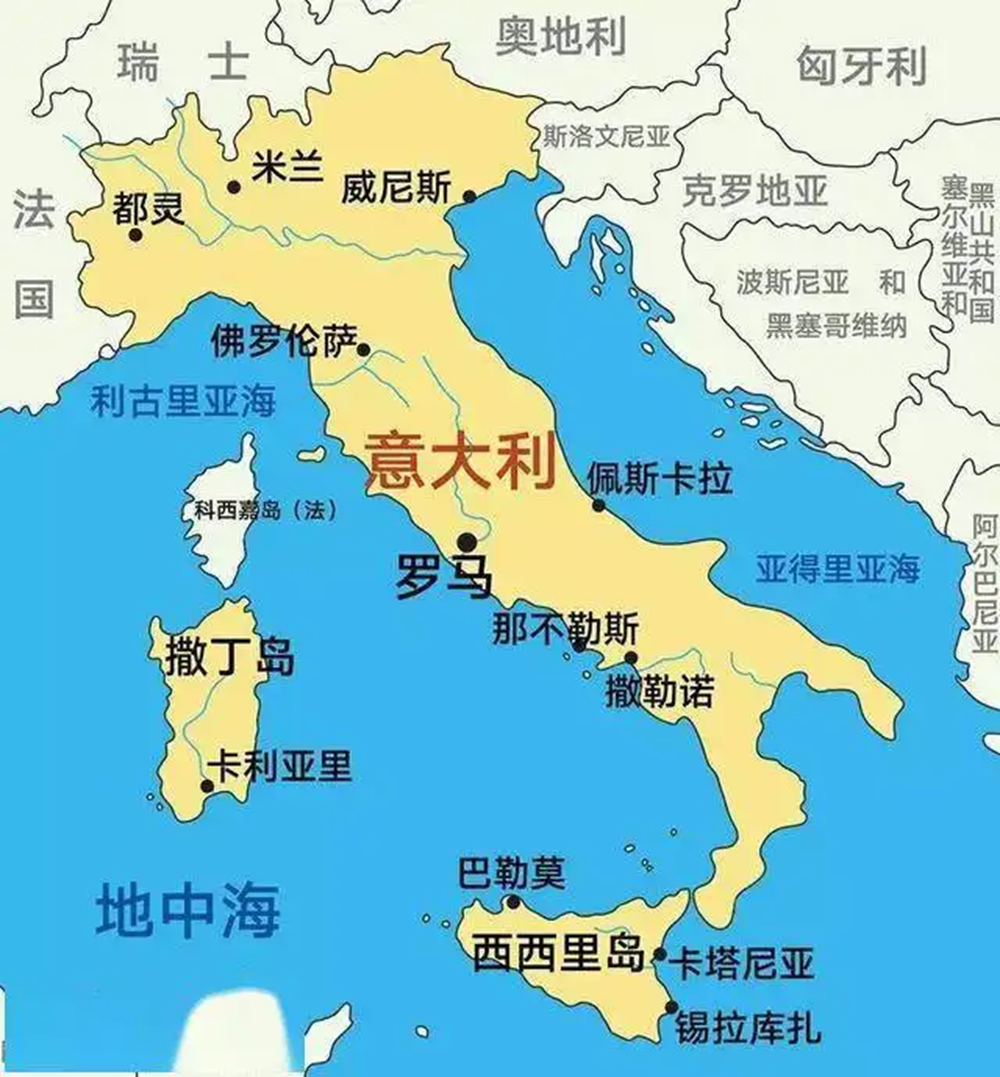 奥地利
瑞 士
匈牙利
斯洛文尼亚
米兰
威尼斯
克罗地亚
法国
都灵
塞尔维亚和
黑山共和国
波斯尼亚 和
黑塞哥维纳
佛罗伦萨
利古里亚海
意大利
佩斯卡拉
科西嘉岛（法）
阿尔巴尼亚
亚得里亚海
罗马
那不勒斯
撒丁岛
撒勒诺
卡利亚里
巴勒莫
地中海
西西里岛
卡塔尼亚
锡拉库扎